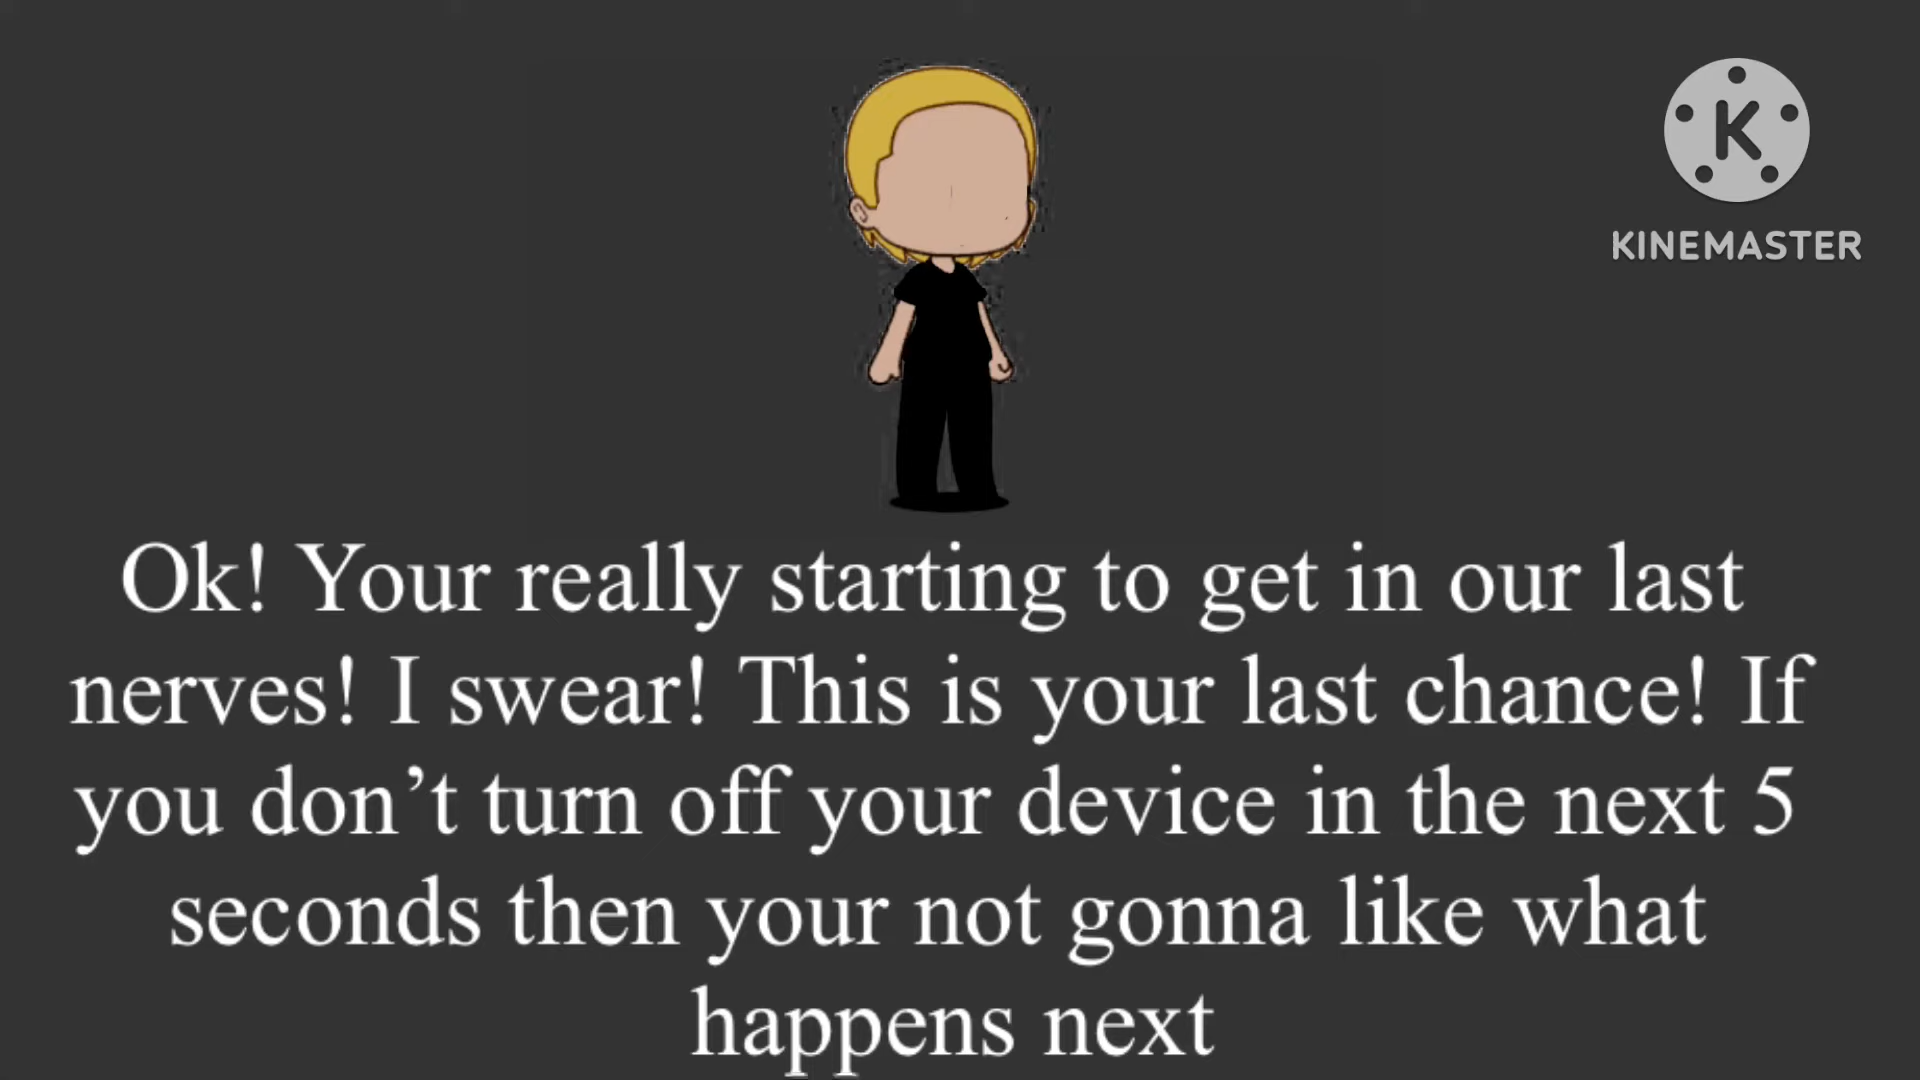 K
KINEMASTER
Ok! Your really starting to get in our last
nerves! I swear! This is your last chance! If
you don’t turn off your device in the next 5
seconds then your not gonna like what
happens next